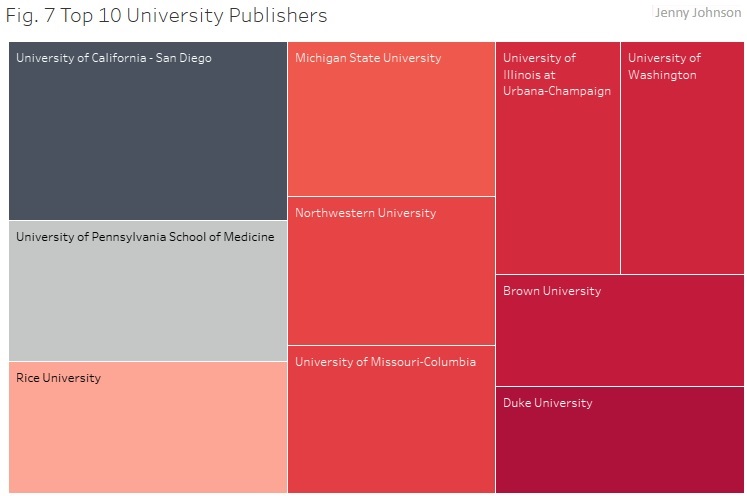 Fig. 7 Top 10 University Publishers
Jenny Johnson
University of California - San Diego
University of Pennsylvania School of Medicine
Rice University
Michigan State University
Northwestern University
University of Missouri-Columbia
University of
Illinois at
Urbana-Champaign
University of
Washington
Brown University
Duke University